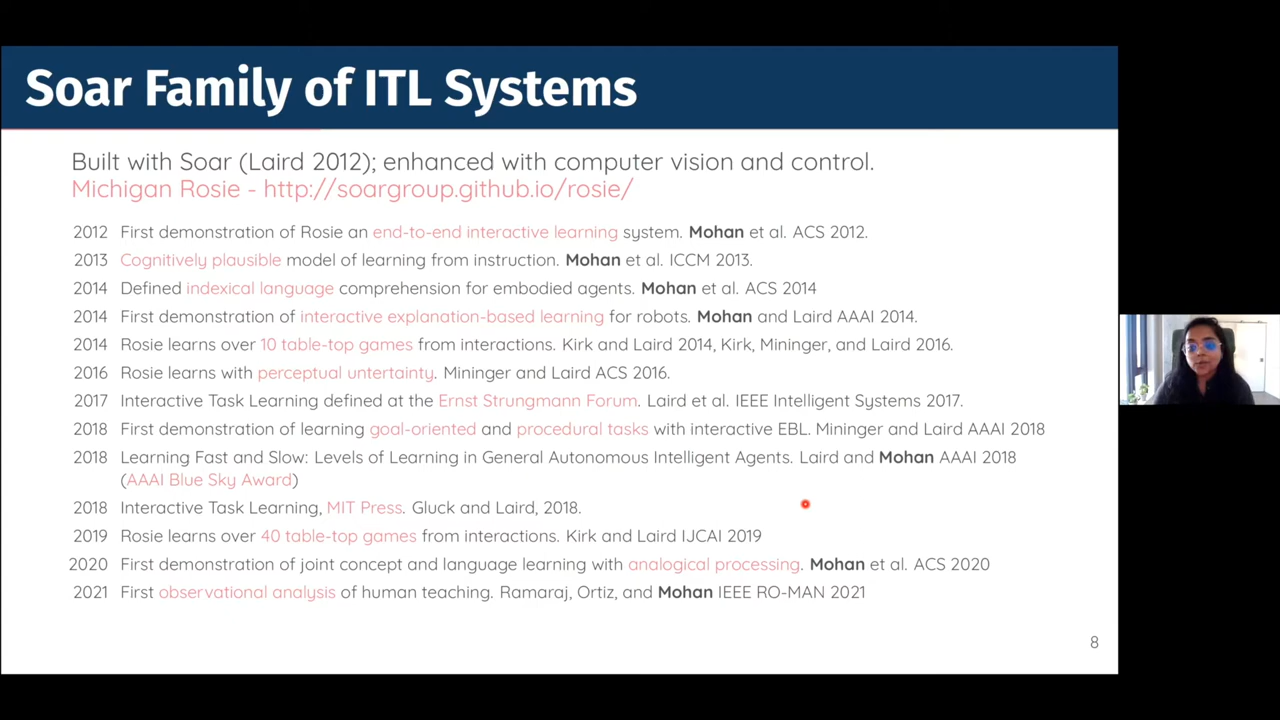 Soar Family of ITL Systems
Built with Soar (Laird 2012); enhanced with computer vision and control.
Michigan Rosie - http://soargroup.github.io/rosie/
2012 First demonstration of Rosie an end-to-end interactive learning system. Mohan et al. ACS 2012.
2013 Cognitively plausible model of learning from instruction. Mohan et al. ICCM 2013.
2014 Defined indexical language comprehension for embodied agents. Mohan et al. ACS 2014
2014 First demonstration of interactive explanation-based learning for robots. Mohan and Laird AAAI 2014.
2014 Rosie learns over 10 table-top games from interactions. Kirk and Laird 2014, Kirk, Mininger, and Laird 2016.
2016 Rosie learns with perceptual untertainty. Mininger and Laird ACS 2016.
2017 Interactive Task Learning defined at the Ernst Strungmann Forum. Laird et al. IEEE Intelligent Systems 2017.
2018 First demonstration of learning goal-oriented and procedural tasks with interactive EBL. Mininger and Laird AAAI 2018
2018 Learning Fast and Slow: Levels of Learning in General Autonomous Intelligent Agents. Laird and Mohan AAAI 2018
(AAAI Blue Sky Award)
2018 Interactive Task Learning, MIT Press. Gluck and Laird, 2018.
2019 Rosie learns over 40 table-top games from interactions. Kirk and Laird IJCAI 2019
2020 First demonstration of joint concept and language learning with analogical processing. Mohan et al. ACS 2020
2021 First observational analysis of human teaching. Ramaraj, Ortiz, and Mohan IEEE RO-MAN 2021
8